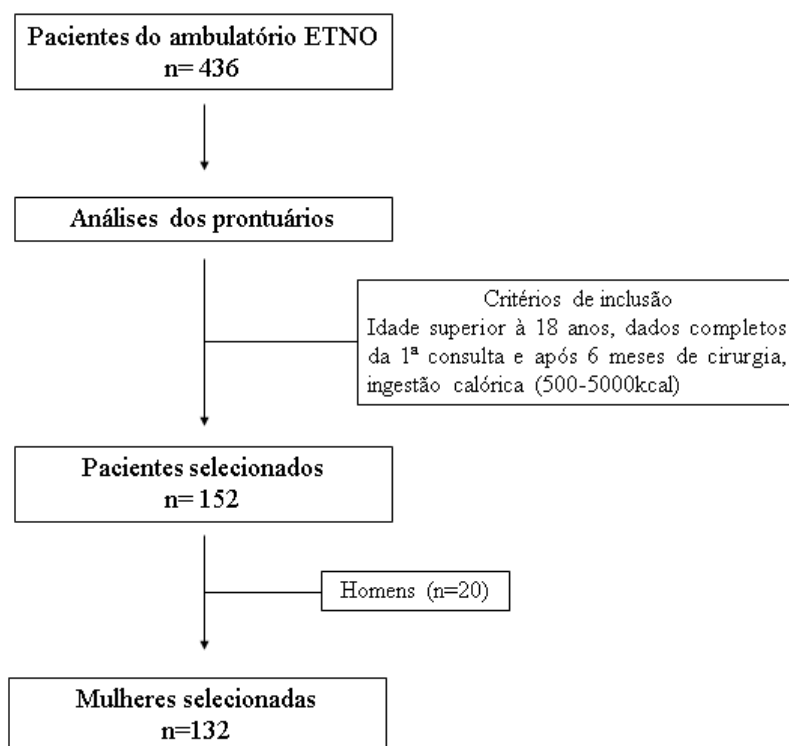 Pacientes do ambulatório ETNO
n= 436
Análises dos prontuários
Critérios de inclusão
Idade superior à 18 anos, dados completos
da 1ª consulta e após 6 meses de cirurgia,
ingestão calórica (500-5000kcal)
Pacientes selecionados
n= 152
Homens (n=20)
Mulheres selecionadas
n=132